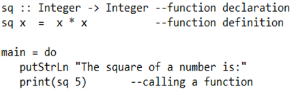 sq :: Integer -> Integer --function declaration
sq x  =  x * x           --function definition
main = do
   putStrLn "The square of a number is:"
   print(sq 5)      --calling a function